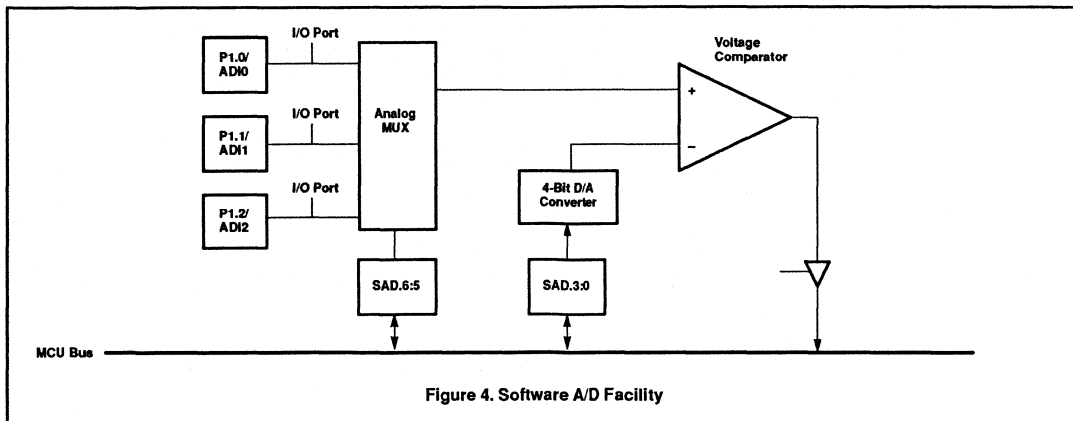 I/O Port
P1.0/
ADI0
I/O Port
P1.1/
ADI1
I/O Port
P1.2/
ADI2
Analog
MUX
SAD.6:5
4-Bit D/A
Converter
SAD.3:0
Voltage
Comparator
+
–
MCU Bus
Figure 4. Software A/D Facility